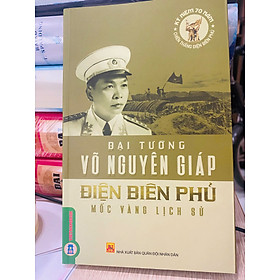 KỶ NIỆM 70 NĂM
CHIẾN THẮNG ĐIỆN BIÊN PHỦ
ĐẠI TƯỚNG
VÕ NGUYÊN GIÁP
ĐIỆN BIÊN PHỦ
MỐC VÀNG LỊCH SỬ
NHÀ XUẤT BẢN QUÂN ĐỘI NHÂN DÂN